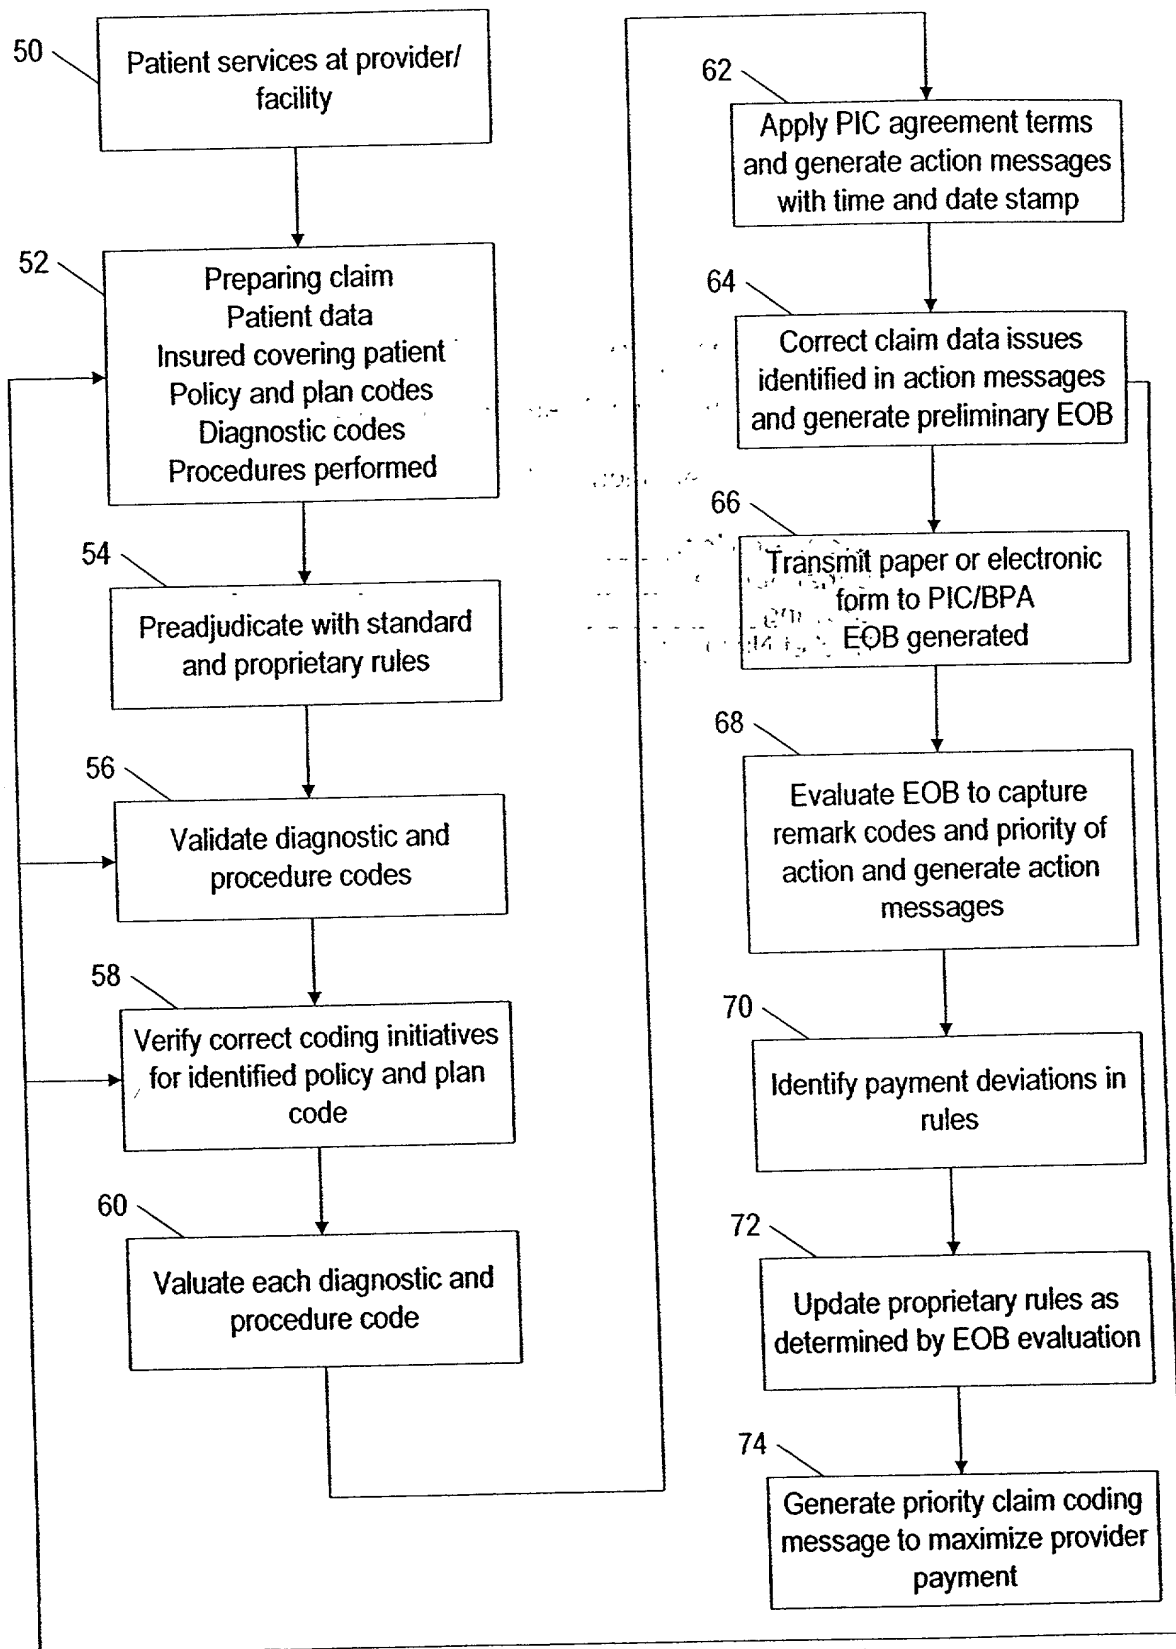 50
Patient services at provider/
facility
52
Preparing claim
Patient data
Insured covering patient
Policy and plan codes
Diagnostic codes
Procedures performed
54
Preadjudicate with standard
and proprietary rules
56
Validate diagnostic and
procedure codes
58
Verify correct coding initiatives
for identified policy and plan
code
60
Valuate each diagnostic and
procedure code
62
Apply PIC agreement terms
and generate action messages
with time and date stamp
64
Correct claim data issues
identified in action messages
and generate preliminary EOB
66
Transmit paper or electronic
form to PIC/BPA
EOB generated
68
Evaluate EOB to capture
remark codes and priority of
action and generate action
messages
70
Identify payment deviations in
rules
72
Update proprietary rules as
determined by EOB evaluation
74
Generate priority claim coding
message to maximize provider
payment